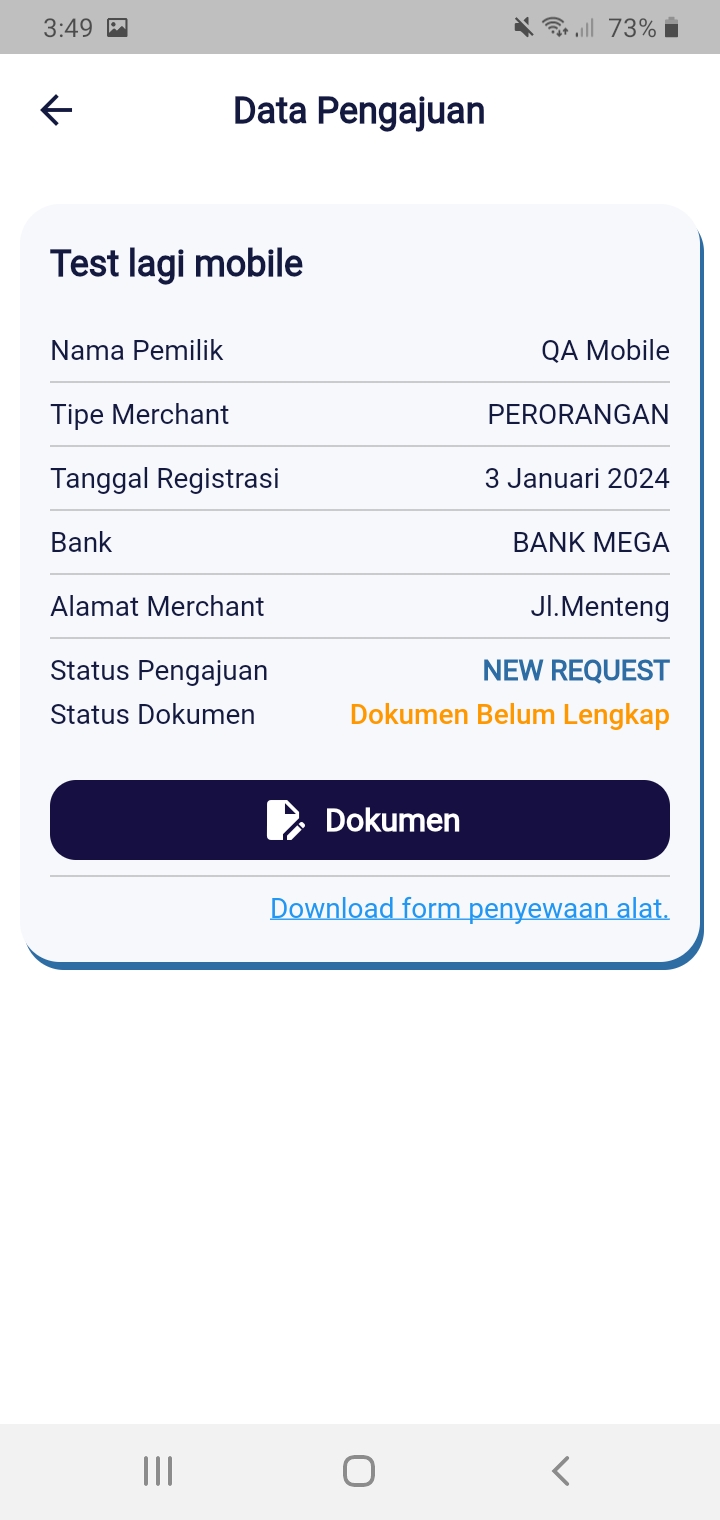 3:49 73%
Data Pengajuan
Test lagi mobile
Nama Pemilik QA Mobile
Tipe Merchant PERORANGAN
Tanggal Registrasi 3 Januari 2024
Bank BANK MEGA
Alamat Merchant Jl.Menteng
Status Pengajuan NEW REQUEST
Status Dokumen Dokumen Belum Lengkap
Dokumen
Download form penyewaan alat.